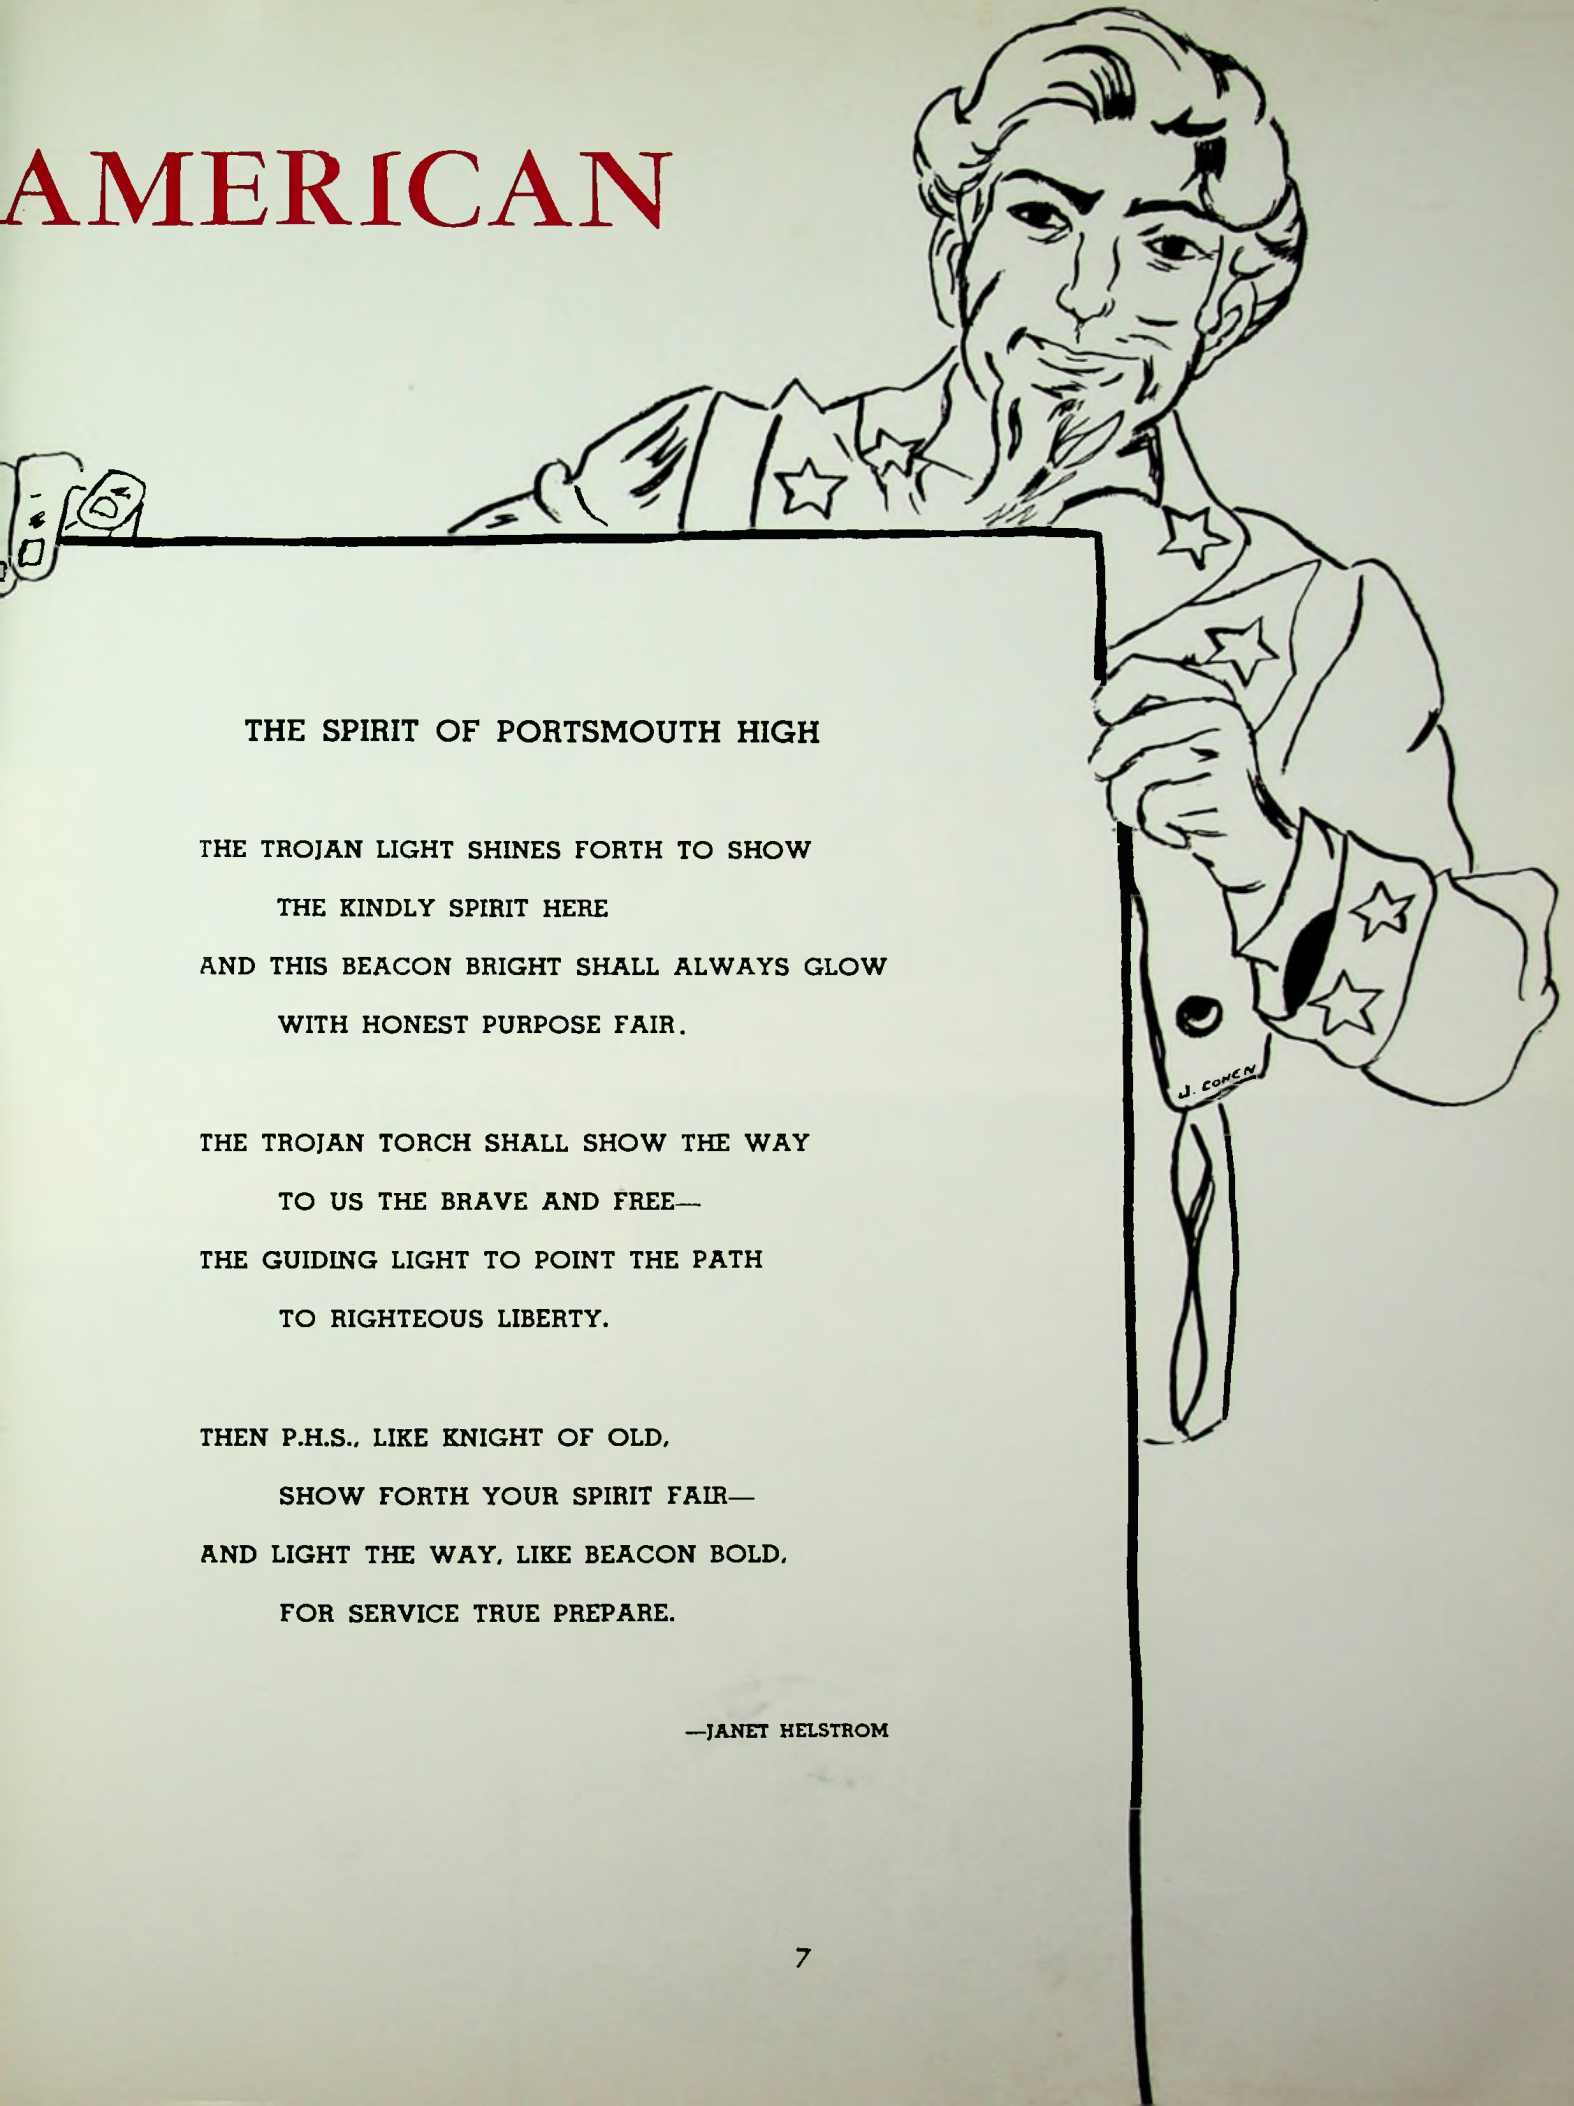 AMERICAN
THE SPIRIT OF PORTSMOUTH HIGH
THE TROJAN LIGHT SHINES FORTH TO SHOW
THE KINDLY SPIRIT HERE
AND THIS BEACON BRIGHT SHALL ALWAYS GLOW
WITH HONEST PURPOSE FAIR.
THE TROJAN TORCH SHALL SHOW THE WAY
TO US THE BRAVE AND FREE—
THE GUIDING LIGHT TO POINT THE PATH
TO RIGHTEOUS LIBERTY.
THEN P.H.S., LIKE KNIGHT OF OLD,
SHOW FORTH YOUR SPIRIT FAIR—
AND LIGHT THE WAY, LIKE BEACON BOLD,
FOR SERVICE TRUE PREPARE.
—JANET HELSTROM
J. COHEN
7